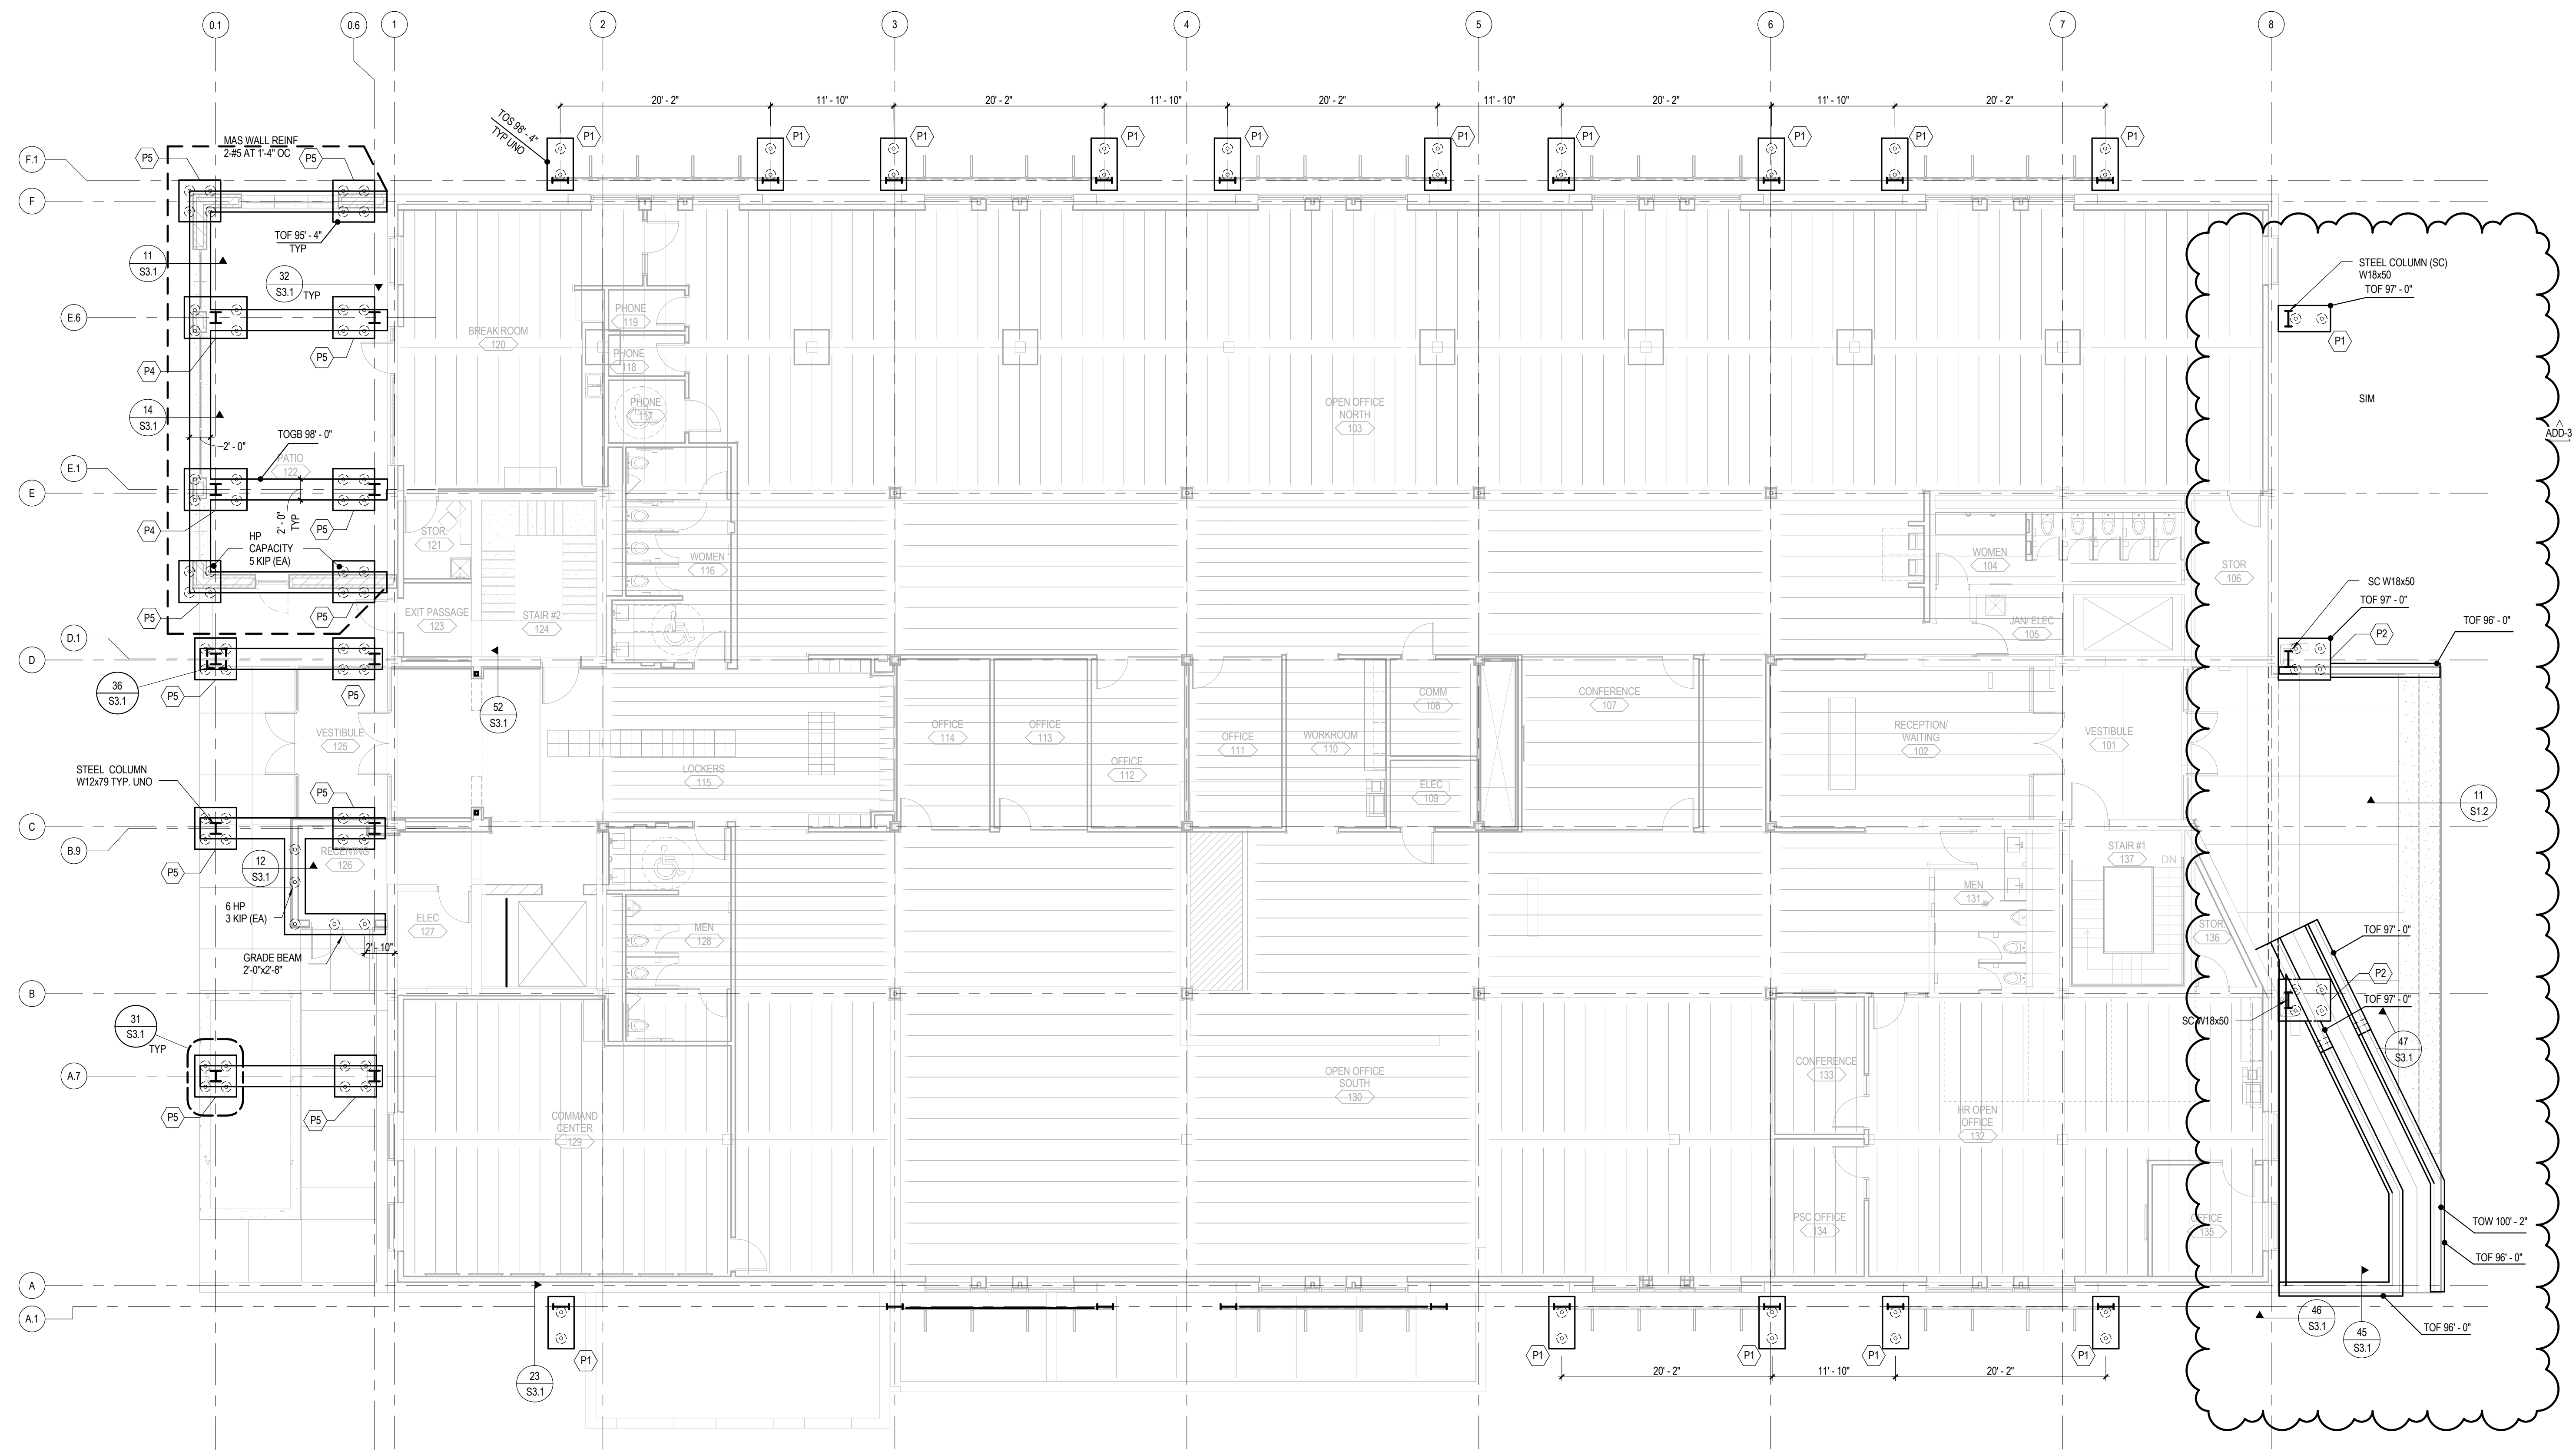 0.1
0.6
1
2
3
4
5
6
7
8
20' - 2"
11' - 10"
20' - 2"
11' - 10"
20' - 2"
11' - 10"
20' - 2"
11' - 10"
20' - 2"
TOS 98' - 4"
TYP UNO
P1
P1
P1
P1
P1
P1
P1
P1
P1
P1
F.1
F
E.6
E.1
E
D.1
D
C
B.9
B
A.7
A
A.1
MAS WALL REINF
2-#5 AT 1'-4" OC
P5
P5
TOF 95' - 4"
TYP
11
S3.1
32
S3.1
TYP
P4
P5
14
S3.1
2' - 0"
TOGB 98' - 0"
PATIO
122
P4
P5
2' - 0"
TYP
HP
CAPACITY
5 KIP (EA)
P5
P5
36
S3.1
P5
P5
VESTIBULE
125
STEEL COLUMN
W12x79 TYP. UNO
P5
P5
RECEIVING
126
12
S3.1
6 HP
3 KIP (EA)
2' - 10"
GRADE BEAM
2'-0"x2'-8"
31
S3.1
TYP
P5
P5
BREAK ROOM
120
PHONE
119
PHONE
118
PHONE
117
STOR.
121
WOMEN
116
EXIT PASSAGE
123
STAIR #2
124
52
S3.1
LOCKERS
115
OFFICE
114
OFFICE
113
OFFICE
112
OFFICE
111
WORKROOM
110
COMM
108
ELEC
109
CONFERENCE
107
OPEN OFFICE
NORTH
103
WOMEN
104
JAN/ ELEC
105
STOR
106
RECEPTION/
WAITING
102
VESTIBULE
101
STAIR #1
137
DN
MEN
131
STOR.
136
ELEC
127
MEN
128
COMMAND
CENTER
129
OPEN OFFICE
SOUTH
130
CONFERENCE
133
PSC OFFICE
134
HR OPEN
OFFICE
132
OFFICE
135
STEEL COLUMN (SC)
W18x50
TOF 97' - 0"
P1
SIM
ADD-3
SC W18x50
TOF 97' - 0"
P2
TOF 96' - 0"
11
S1.2
TOF 97' - 0"
P2
TOF 97' - 0"
SC W18x50
47
S3.1
TOW 100' - 2"
TOF 96' - 0"
46
S3.1
45
S3.1
TOF 96' - 0"
23
S3.1
P1
P1
P1
P1
P1
20' - 2"
11' - 10"
20' - 2"